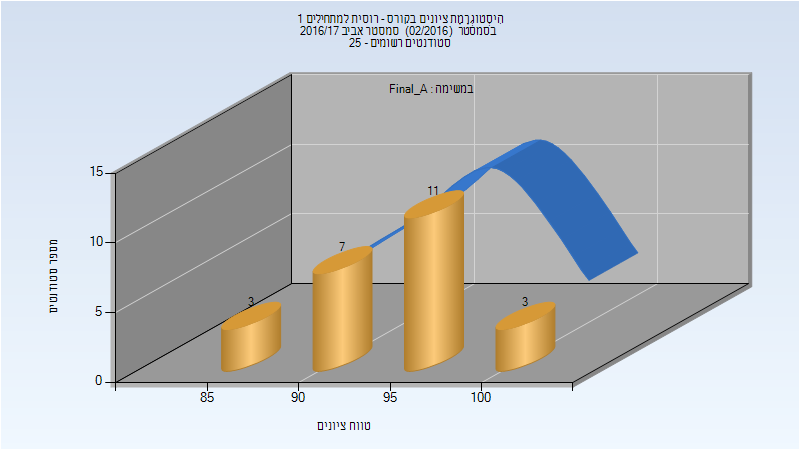 היסטוגרמת ציונים בקורס - רוסית למתחילים 1
בסמסטר (02/2016) סמסטר אביב 2016/17
סטודנטים רשומים - 25
במשימה : Final_A
15
10
5
0
מספר סטודנטים
3
7
11
3
85
90
95
100
טווח ציונים